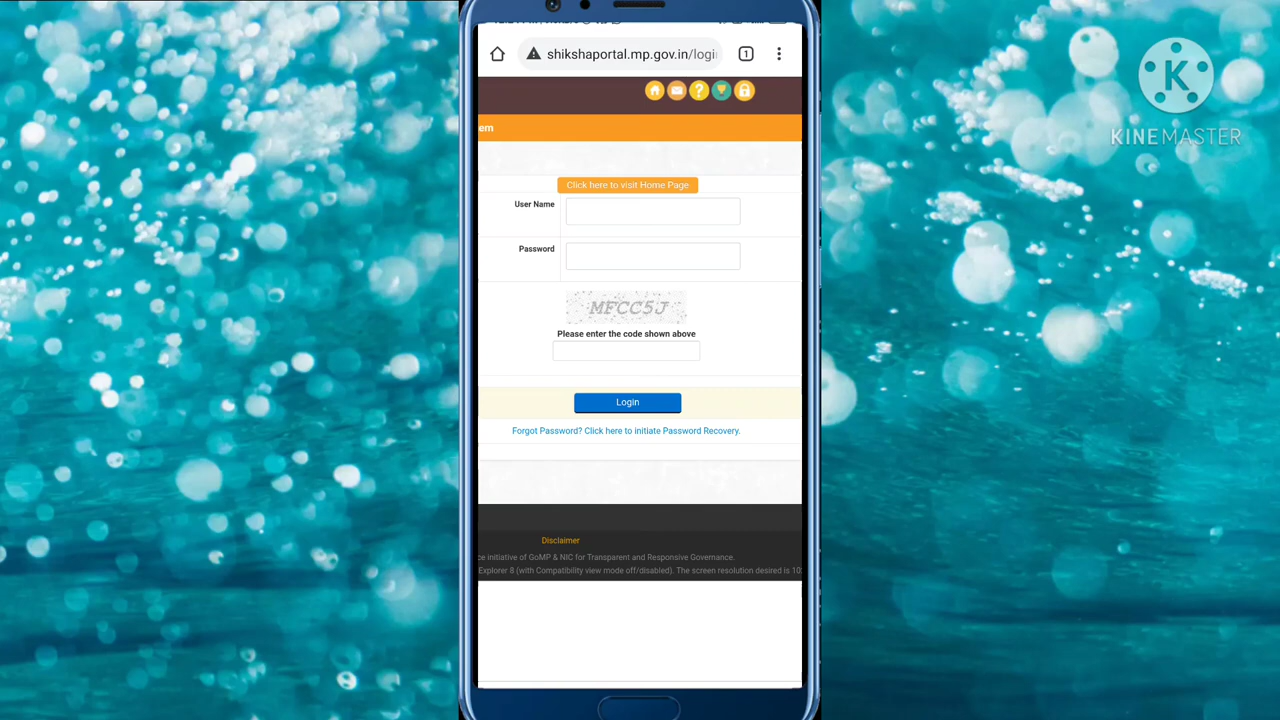 shikshaportal.mp.gov.in/logi
1
?
em
Click here to visit Home Page
User Name
Password
MFCC5J
Please enter the code shown above
Login
Forgot Password? Click here to initiate Password Recovery.
Disclaimer
ce initiative of GoMP & NIC for Transparent and Responsive Governance.
Explorer 8 (with Compatibility view mode off/disabled). The screen resolution desired is 10
K
KINEMASTER